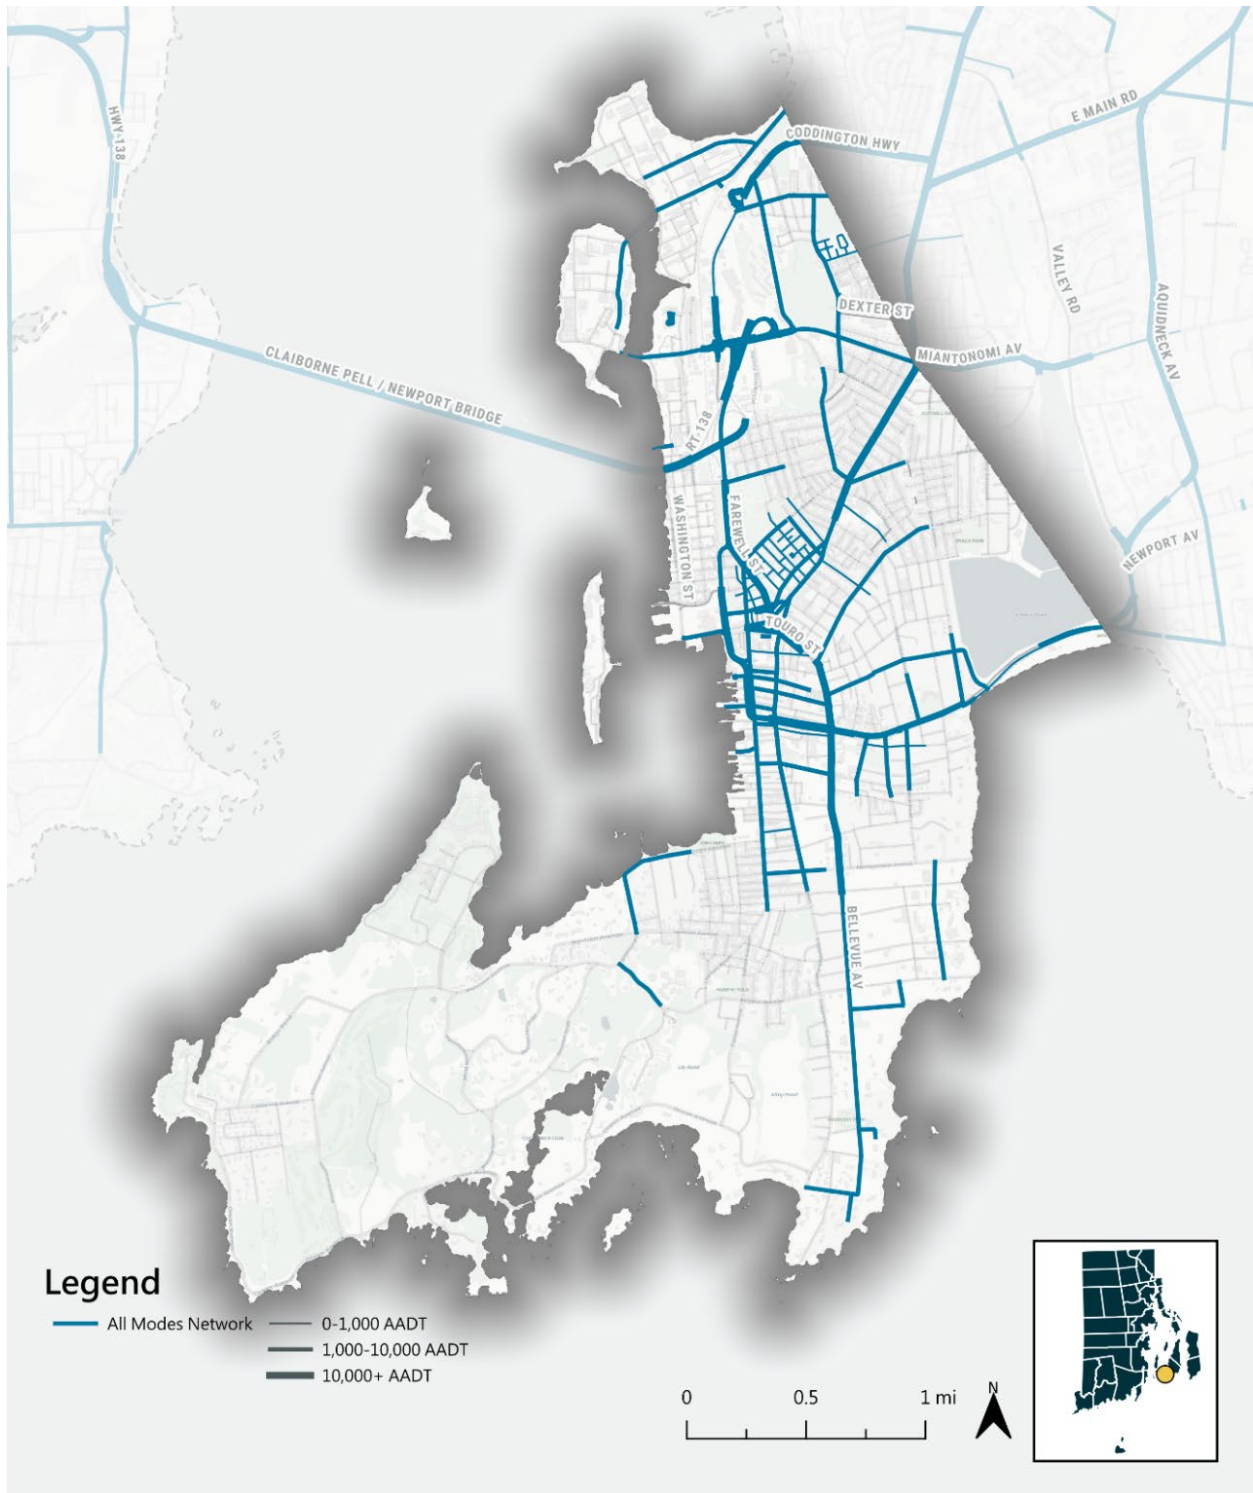 HWY-138
CODDINGTON HWY
E MAIN RD
VALLEY RD
AQUIDNECK AV
DEXTER ST
MIANTONOMI AV
CLAIBORNE PELL / NEWPORT BRIDGE
RT-138
WASHINGTON ST
FAREWELL ST
NEWPORT AV
TOURO ST
BELLEVUE AV
Legend
All Modes Network
0-1,000 AADT
1,000-10,000 AADT
10,000+ AADT
0 0.5 1 mi
N